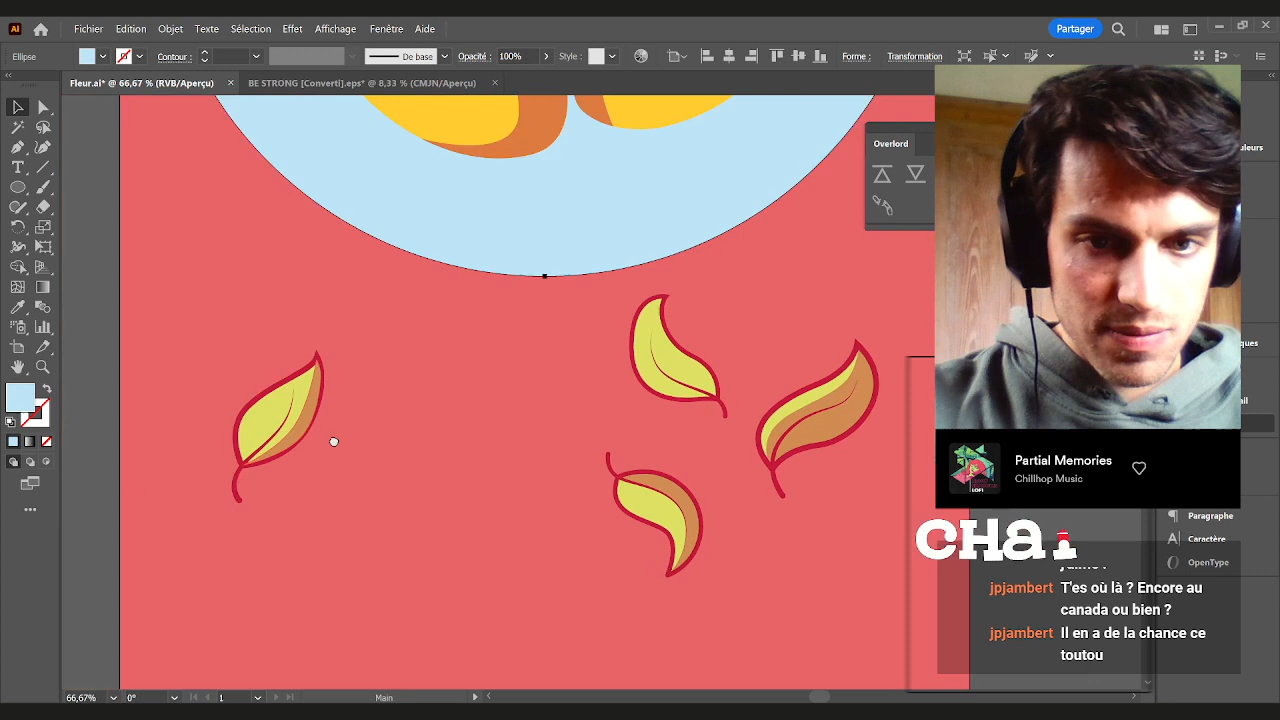 Ai
Fichier Edition Objet Texte Sélection Effet Affichage Fenêtre Aide
Partager
Ellipse
Contour :
De base
Opacité :
100%
Style :
Forme :
Transformation
Fleur.ai* @ 66,67 % (RVB/Aperçu)
BE STRONG [Converti].eps* @ 8,33 % (CMJN/Aperçu)
Overlord
Partial Memories
Chillhop Music
LOFI
Paragraphe
Caractère
OpenType
jpjambert T'es où là ? Encore au
canada ou bien ?
jpjambert Il en a de la chance ce
toutou
66,67%
0°
1
Main